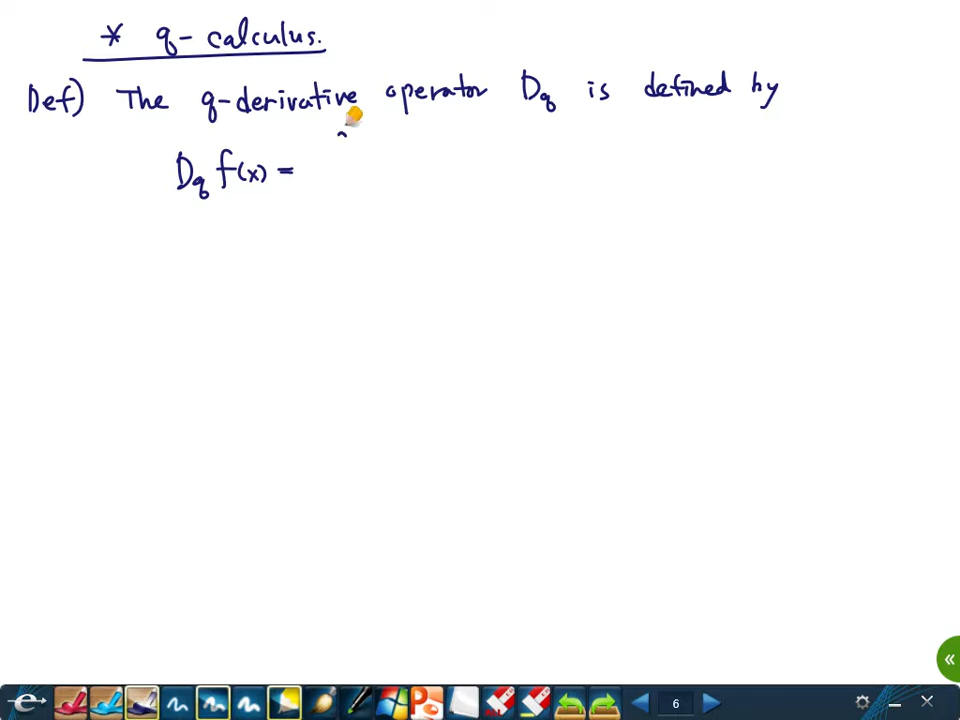 * q-calculus.
Def) The q-derivative operator Dq is defined by
Dq f(x) =
6